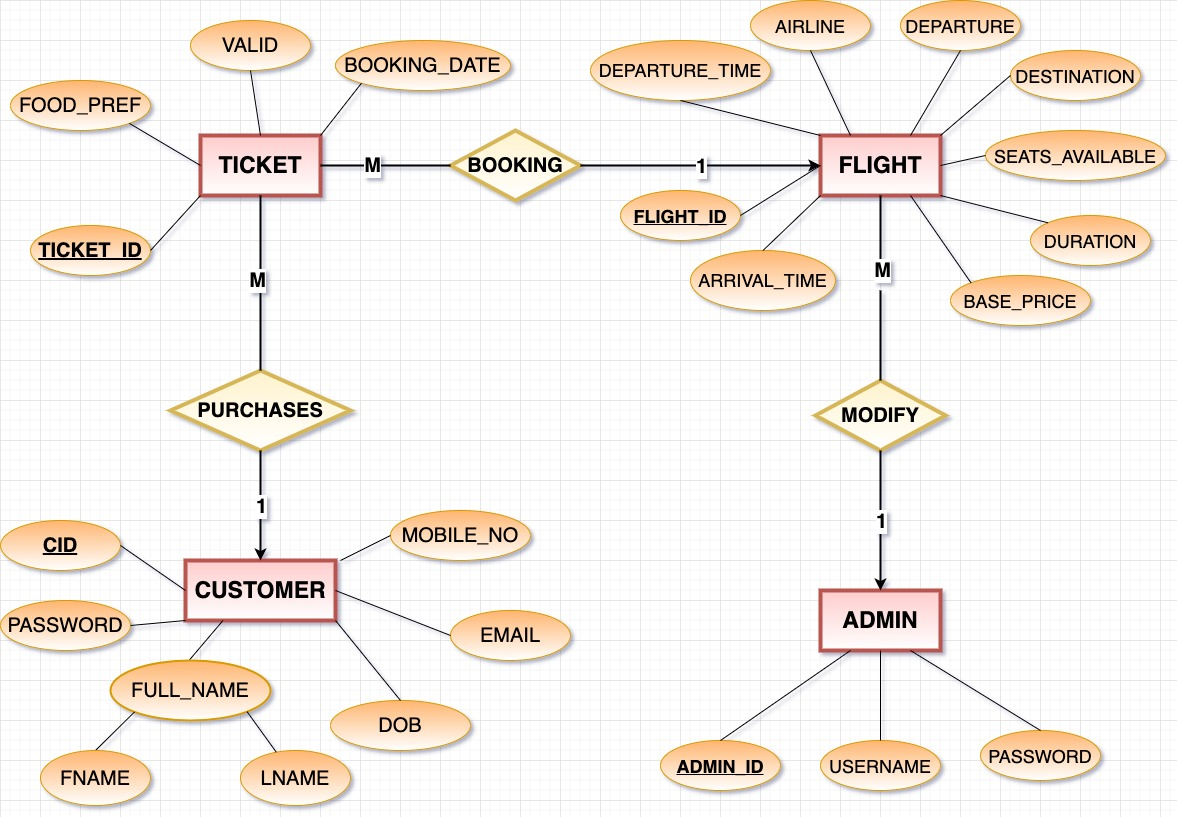 AIRLINE
DEPARTURE
VALID
BOOKING_DATE
DEPARTURE_TIME
DESTINATION
FOOD_PREF
TICKET
M
BOOKING
1
FLIGHT
SEATS_AVAILABLE
FLIGHT_ID
TICKET_ID
DURATION
M
M
ARRIVAL_TIME
BASE_PRICE
PURCHASES
MODIFY
1
1
CID
MOBILE_NO
CUSTOMER
PASSWORD
EMAIL
ADMIN
FULL_NAME
DOB
FNAME
LNAME
ADMIN_ID
USERNAME
PASSWORD